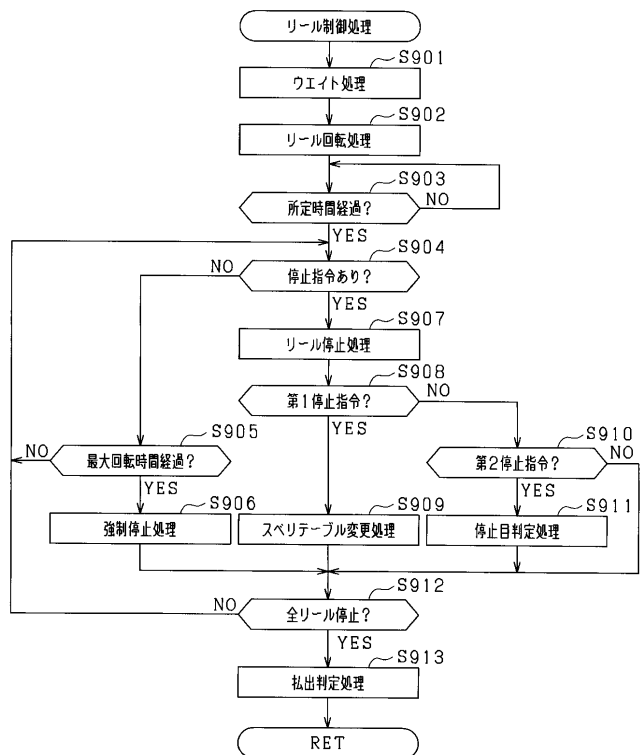 リール制御処理
S901
ウエイト処理
S902
リール回転処理
S903
所定時間経過?
NO
YES
S904
停止指令あり?
NO
YES
S907
リール停止処理
S908
第1停止指令?
NO
YES
S905
最大回転時間経過?
NO
YES
S910
第2停止指令?
NO
YES
S906
強制停止処理
S909
スベリテーブル変更処理
S911
停止目判定処理
S912
全リール停止?
NO
YES
S913
払出判定処理
RET